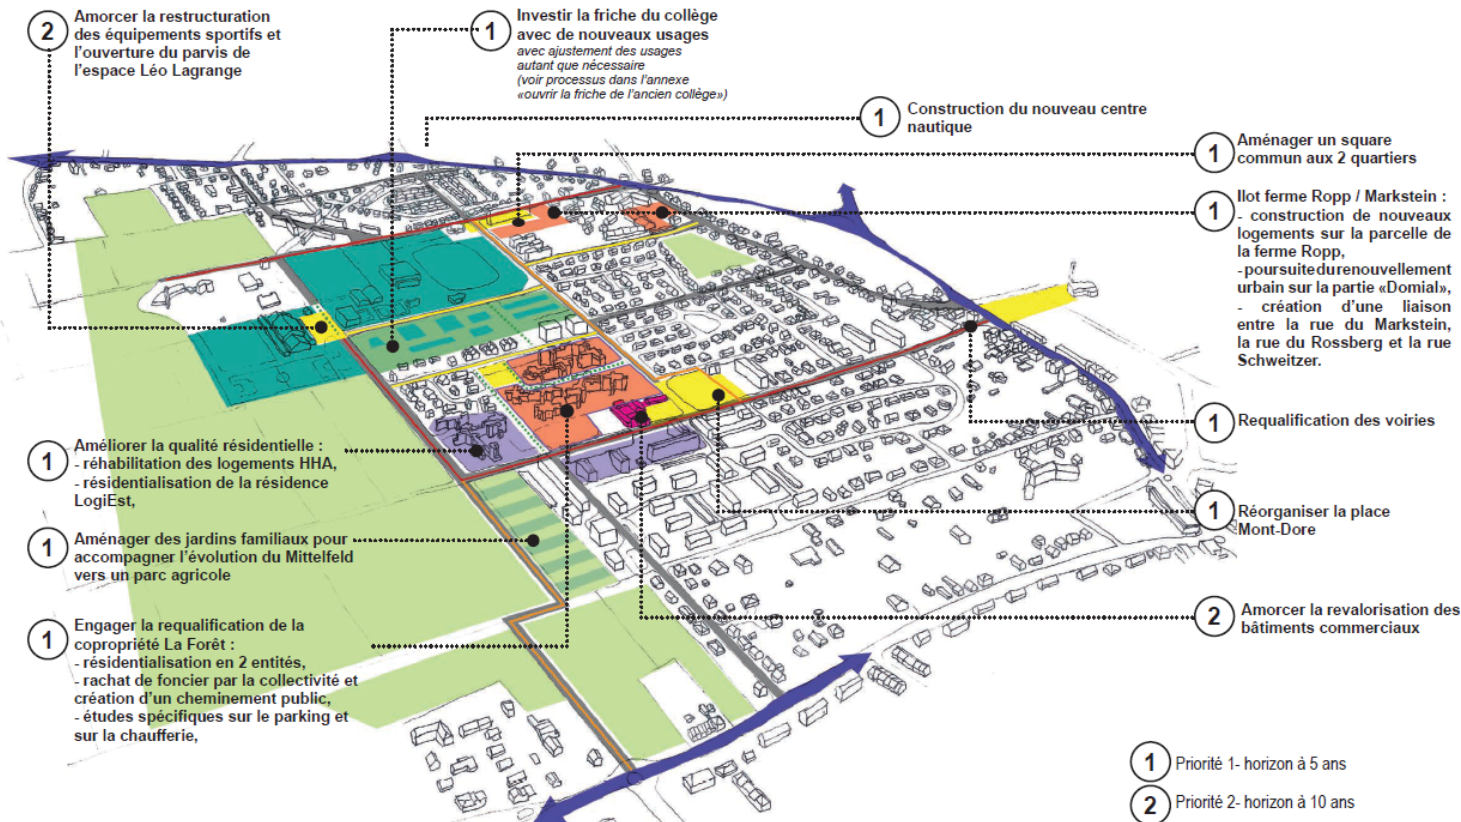 2
Amorcer la restructuration
des équipements sportifs et
l'ouverture du parvis de
l'espace Léo Lagrange
1
Investir la friche du collège
avec de nouveaux usages
avec ajustement des usages
autant que nécessaire
(voir processus dans l'annexe
«ouvrir la friche de l'ancien collège»)
1
Construction du nouveau centre
nautique
1
Aménager un square
commun aux 2 quartiers
1
Ilot ferme Ropp / Markstein :
- construction de nouveaux
logements sur la parcelle de
la ferme Ropp,
-poursuitedurenouvellement
urbain sur la partie «Domial»,
- création d'une liaison
entre la rue du Markstein,
la rue du Rossberg et la rue
Schweitzer.
1
Requalification des voiries
1
Réorganiser la place
Mont-Dore
2
Amorcer la revalorisation des
bâtiments commerciaux
1
Améliorer la qualité résidentielle :
- réhabilitation des logements HHA,
- résidentialisation de la résidence
LogiEst,
1
Aménager des jardins familiaux pour
accompagner l'évolution du Mittelfeld
vers un parc agricole
1
Engager la requalification de la
copropriété La Forêt :
- résidentialisation en 2 entités,
- rachat de foncier par la collectivité et
création d'un cheminement public,
- études spécifiques sur le parking et
sur la chaufferie,
1 Priorité 1- horizon à 5 ans
2 Priorité 2- horizon à 10 ans